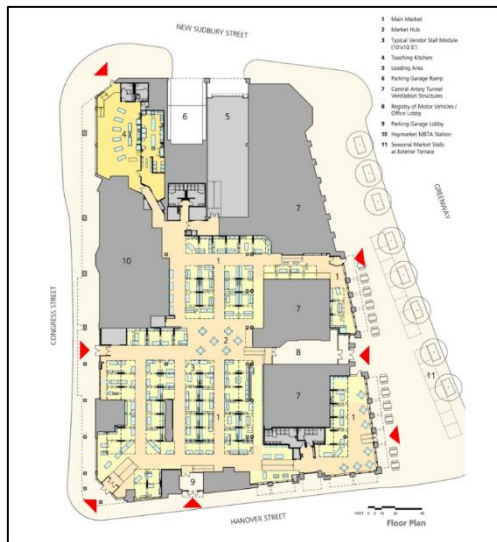 NEW SUDBURY STREET
1 Main Market
2 Market Hub
3 Typical Vendor Stall Module
(10'x10.5')
4 Teaching Kitchen
5 Loading Area
6 Parking Garage Ramp
7 Central Artery Tunnel
Ventilation Structures
8 Registry of Motor Vehicles /
Office Lobby
9 Parking Garage Lobby
10 Haymarket MBTA Station
11 Seasonal Market Stalls
at Exterior Terrace
6
5
4
7
GREENWAY
10
1
1
7
CONGRESS STREET
2
8
3
11
7
1
1
9
HANOVER STREET
FEET
Floor Plan